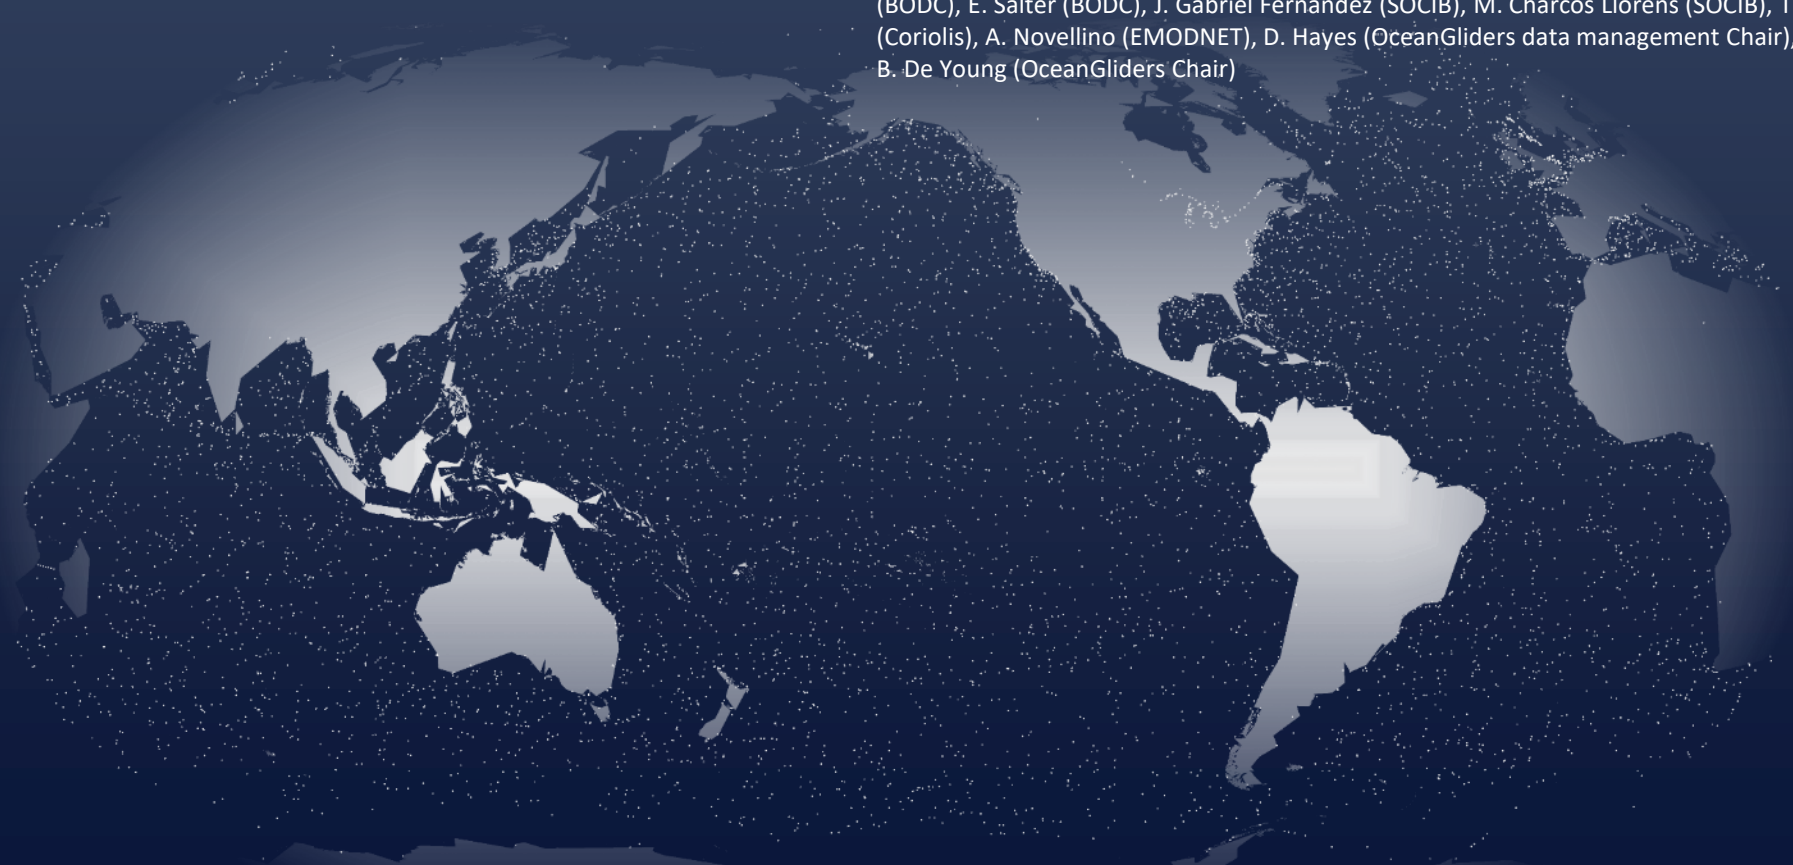 (BODC), E. Salter (BODC), J. Gabriel Fernandez (SOCIB), M. Charcos Llorens (SOCIB), T
(Coriolis), A. Novellino (EMODNET), D. Hayes (OceanGliders data management Chair),
B. De Young (OceanGliders Chair)